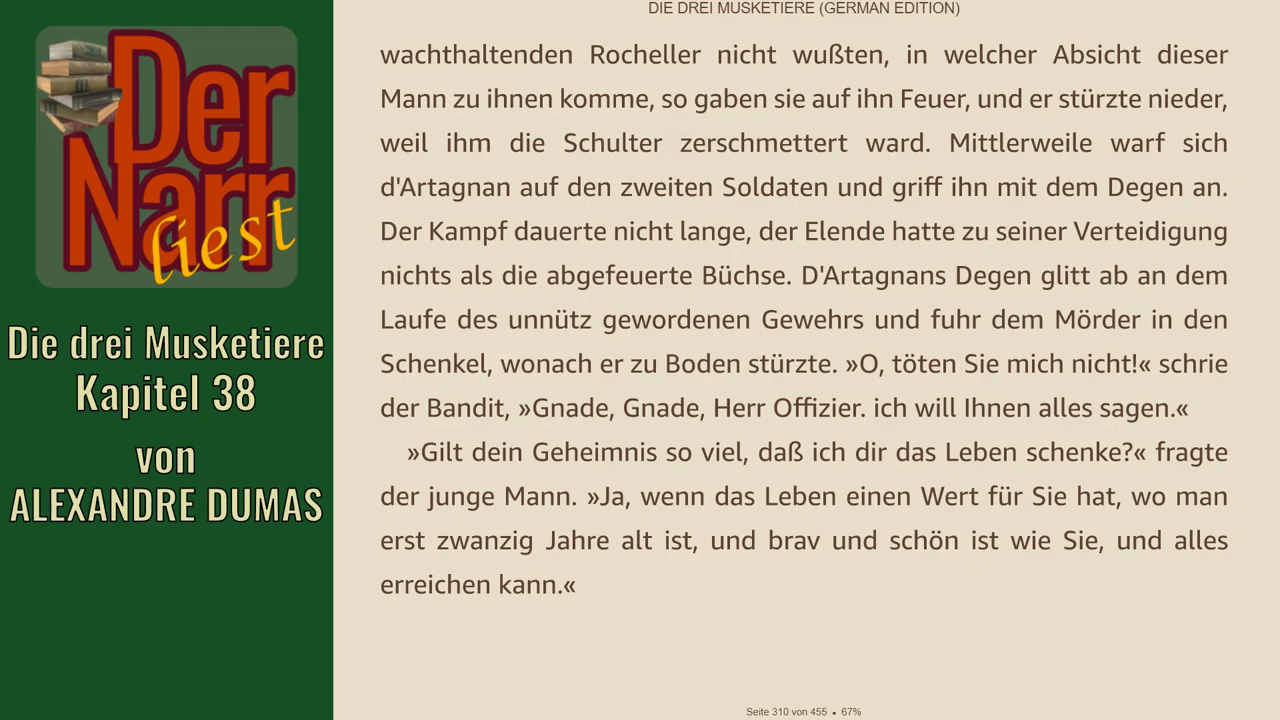 Der
Narr
liest
Die drei Musketiere
Kapitel 38
von
ALEXANDRE DUMAS
DIE DREI MUSKETIERE (GERMAN EDITION)
wachthaltenden Rocheller nicht wußten, in welcher Absicht dieser
Mann zu ihnen komme, so gaben sie auf ihn Feuer, und er stürzte nieder,
weil ihm die Schulter zerschmettert ward. Mittlerweile warf sich
d'Artagnan auf den zweiten Soldaten und griff ihn mit dem Degen an.
Der Kampf dauerte nicht lange, der Elende hatte zu seiner Verteidigung
nichts als die abgefeuerte Büchse. D'Artagnans Degen glitt ab an dem
Laufe des unnütz gewordenen Gewehrs und fuhr dem Mörder in den
Schenkel, wonach er zu Boden stürzte. »O, töten Sie mich nicht!« schrie
der Bandit, »Gnade, Gnade, Herr Offizier. ich will Ihnen alles sagen.«
»Gilt dein Geheimnis so viel, daß ich dir das Leben schenke?« fragte
der junge Mann. »Ja, wenn das Leben einen Wert für Sie hat, wo man
erst zwanzig Jahre alt ist, und brav und schön ist wie Sie, und alles
erreichen kann.«
Seite 310 von 455 • 67%